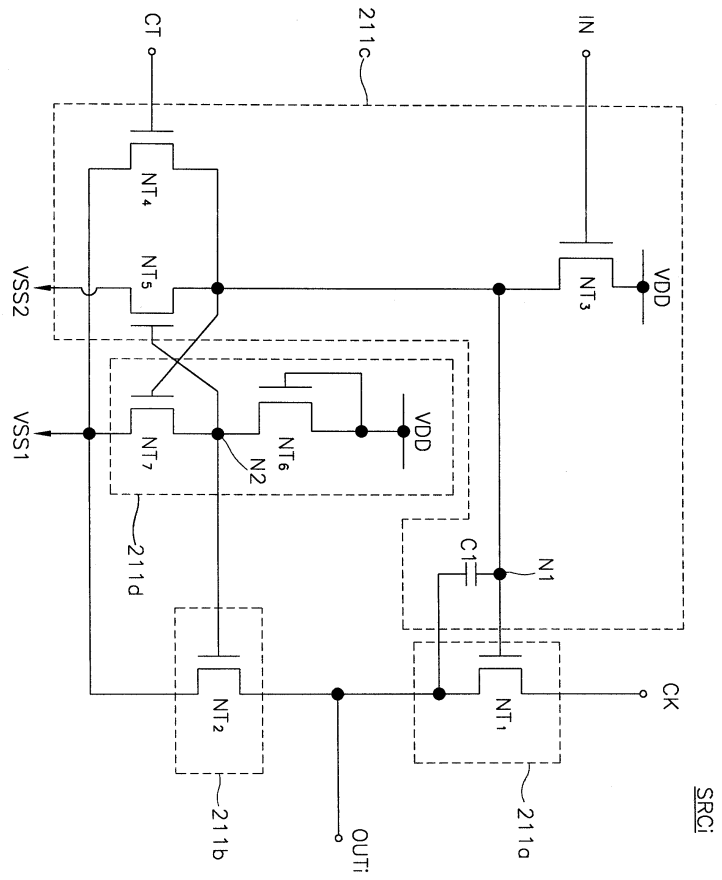 SRCi
CK
VDD
IN
NT3
VDD
N1
C1
NT1
211a
NT6
N2
OUTi
211c
NT5
NT7
NT4
NT2
CT
211d
211b
VSS2
VSS1